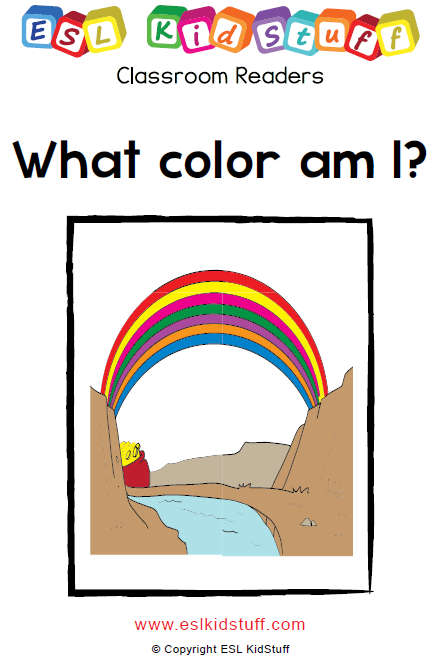 ESL KidStuff
Classroom Readers
What color am I?
www.eslkidstuff.com
© Copyright ESL KidStuff